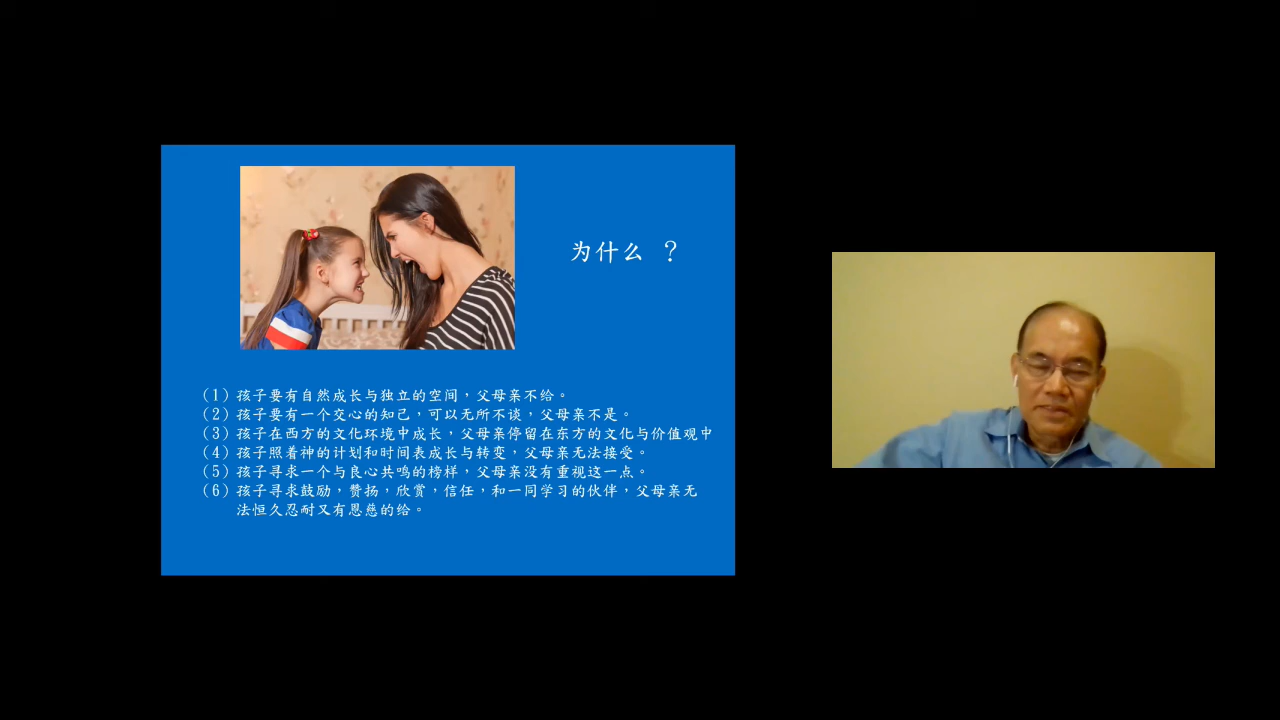 为什么 ？
（1）孩子要有自然成长与独立的空间，父母亲不给。
（2）孩子要有一个交心的知己，可以无所不谈，父母亲不是。
（3）孩子在西方的文化环境中成长，父母亲停留在东方的文化与价值观中
（4）孩子照着神的计划和时间表成长与转变，父母亲无法接受。
（5）孩子寻求一个与良心共鸣的榜样，父母亲没有重视这一点。
（6）孩子寻求鼓励，赞扬，欣赏，信任，和一同学习的伙伴，父母亲无
法恒久忍耐又有恩慈的给。